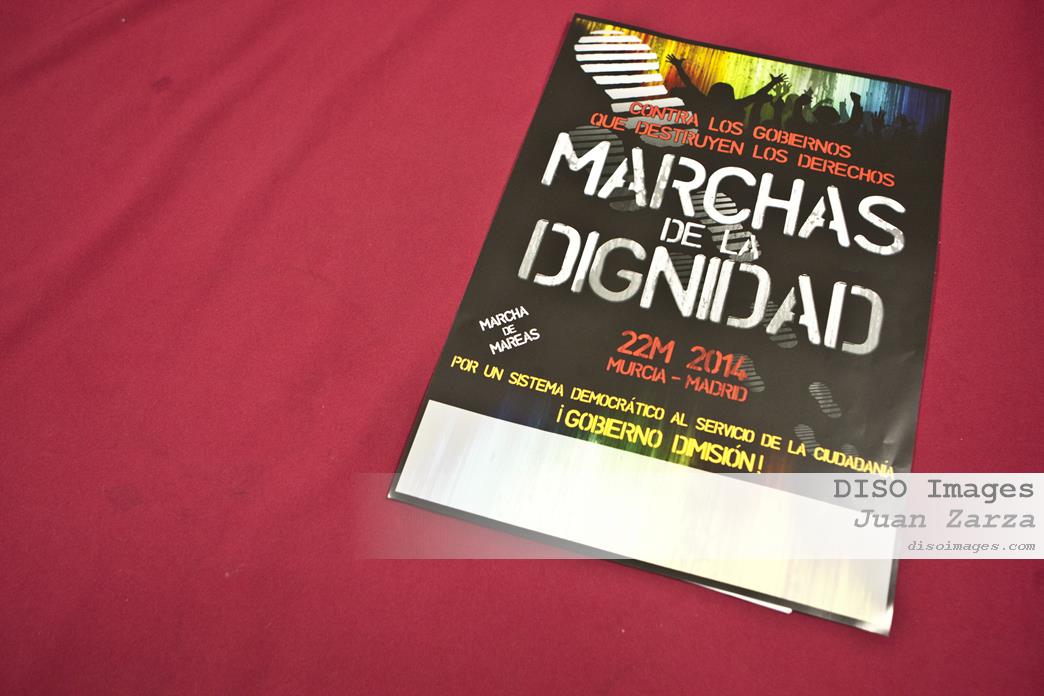 CONTRA LOS GOBIERNOS
QUE DESTRUYEN LOS DERECHOS
MARCHAS
DE LA
DIGNIDAD
MARCHA
DE
MAREAS
22M 2014
MURCIA - MADRID
POR UN SISTEMA DEMOCRÁTICO AL SERVICIO DE LA CIUDADANÍA
¡GOBIERNO DIMISIÓN!
DISO Images
Juan Zarza
disoimages.com